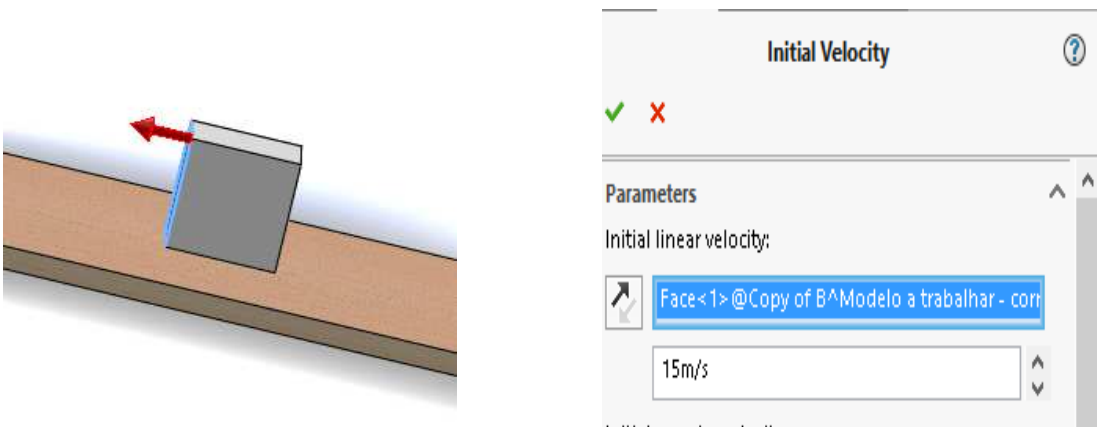 Initial Velocity
Parameters
Initial linear velocity:
Face<1>@Copy of B^Modelo a trabalhar - corr
15m/s